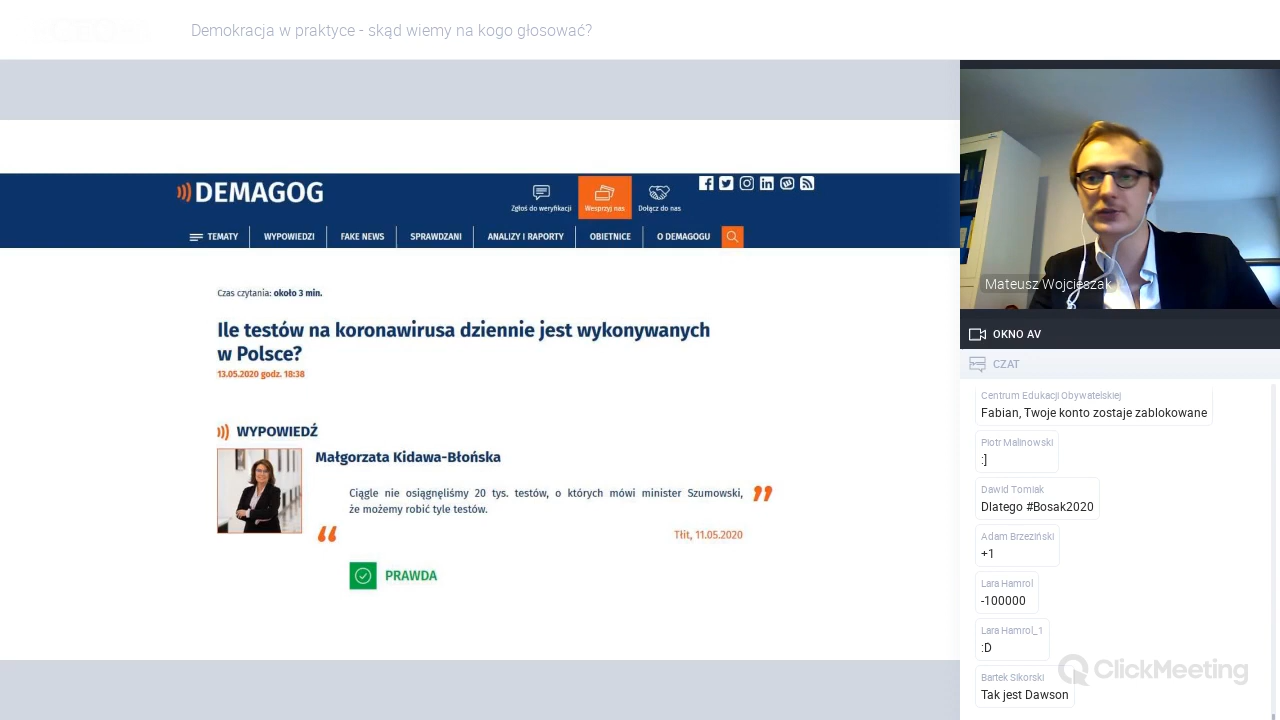 Demokracja w praktyce - skąd wiemy na kogo głosować?
DEMAGOG
Zgłoś do weryfikacji
Wesprzyj nas
Dołącz do nas
TEMATY
WYPOWIEDZI
FAKE NEWS
SPRAWDZANI
ANALIZY I RAPORTY
OBIETNICE
O DEMAGOGU
Czas czytania: około 3 min.
Ile testów na koronawirusa dziennie jest wykonywanych
w Polsce?
13.05.2020 godz. 18:38
WYPOWIEDŹ
Małgorzata Kidawa-Błońska
Ciągle nie osiągnęliśmy 20 tys. testów, o których mówi minister Szumowski,
że możemy robić tyle testów.
Tłit, 11.05.2020
PRAWDA
Mateusz Wojcieszak
OKNO AV
CZAT
Centrum Edukacji Obywatelskiej
Fabian, Twoje konto zostaje zablokowane
Piotr Malinowski
:]
Dawid Tomiak
Dlatego #Bosak2020
Adam Brzeziński
+1
Lara Hamrol
-100000
Lara Hamrol_1
:D
Bartek Sikorski
Tak jest Dawson
ClickMeeting